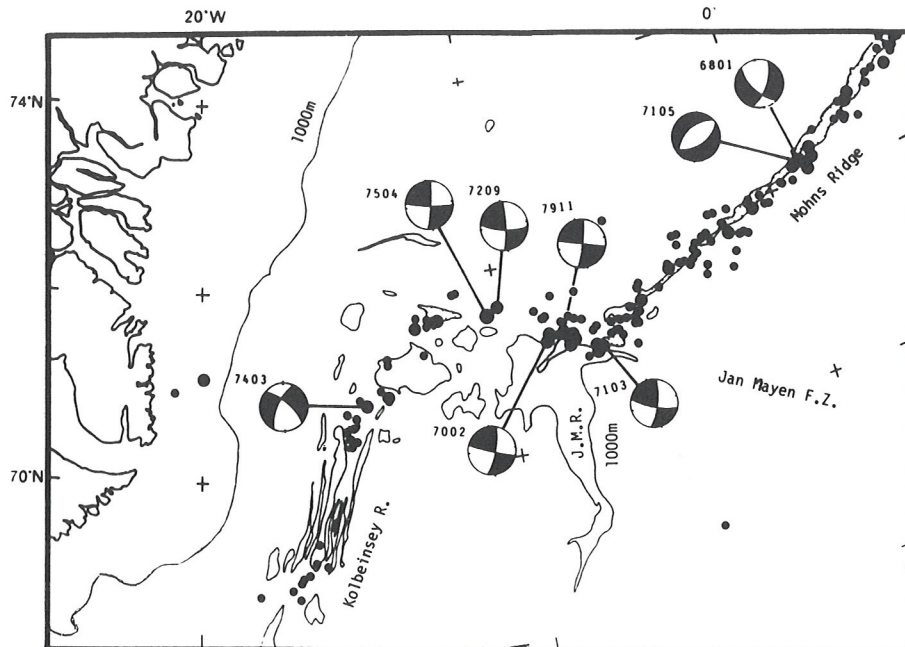 20°W
0°
74°N
1000m
6801
7105
Mohns Ridge
7504
7209
7911
7403
7002
7103
Jan Mayen F.Z.
J.M.R.
1000m
70°N
Kolbeinsey R.